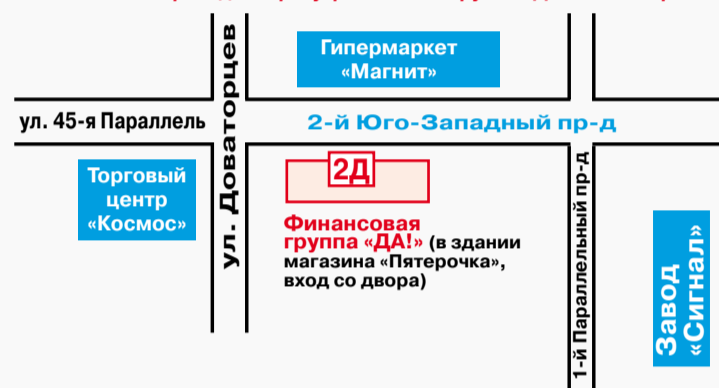 Гипермаркет
«Магнит»
ул. 45-я Параллель
ул. Доваторцев
2-й Юго-Западный пр-д
Торговый
центр
«Космос»
2Д
Финансовая
группа «ДА!» (в здании
магазина «Пятерочка»,
вход со двора)
1-й Параллельный пр-д
Завод
«Сигнал»